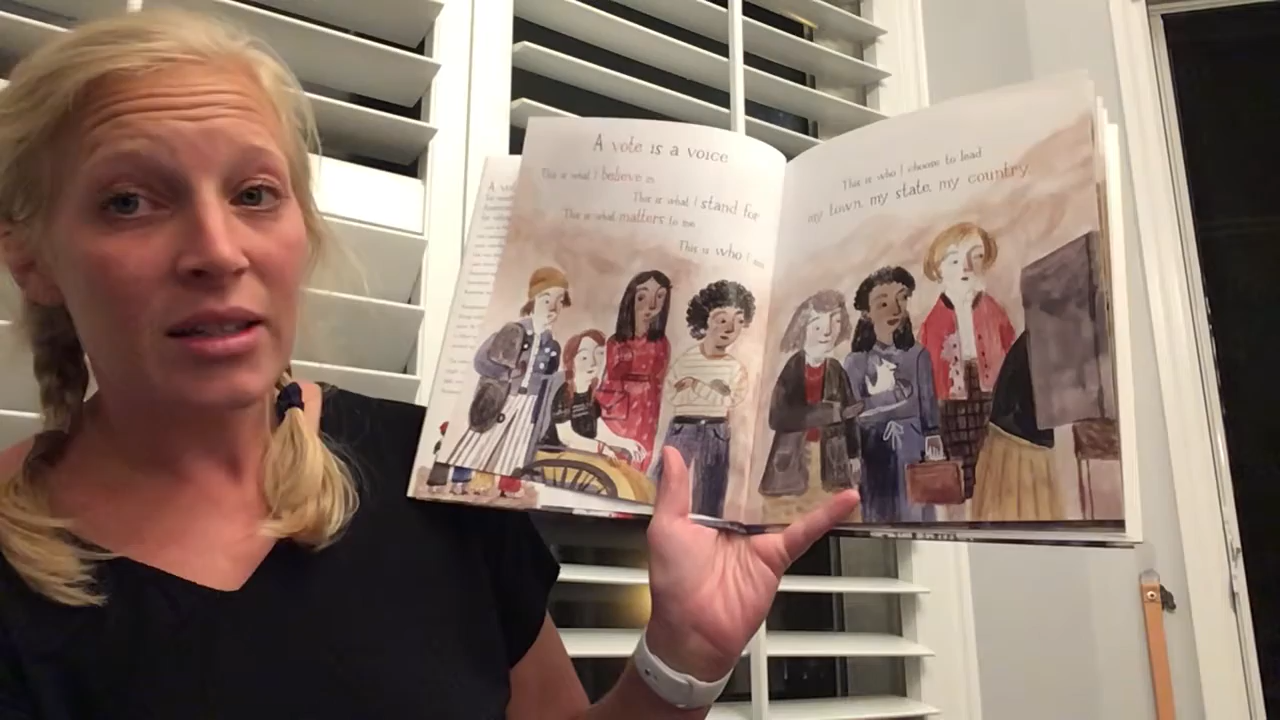 A vote is a voice
This is what I believe in
This is what I stand for
This is what matters to me
This is who I am
This is who I choose to lead
my town, my state, my country.